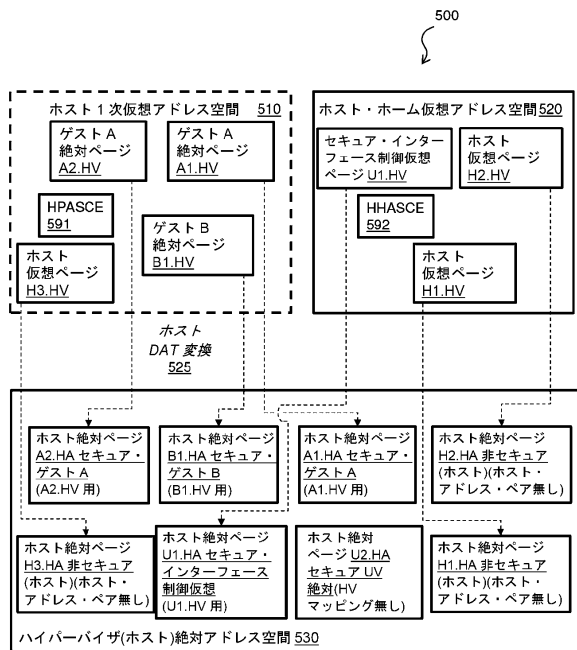 500
ホスト1次仮想アドレス空間 510
ゲスト A
絶対ページ
A2.HV
ゲスト A
絶対ページ
A1.HV
HPASCE
591
ゲスト B
絶対ページ
B1.HV
ホスト
仮想ページ
H3.HV
ホスト・ホーム仮想アドレス空間 520
セキュア・インター
フェース制御仮想
ページ U1.HV
ホスト
仮想ページ
H2.HV
HHASCE
592
ホスト
仮想ページ
H1.HV
ホスト
DAT 変換
525
ホスト絶対ページ
A2.HA セキュア・
ゲスト A
(A2.HV 用)
ホスト絶対ページ
B1.HA セキュア・
ゲスト B
(B1.HV 用)
ホスト絶対ページ
A1.HA セキュア・
ゲスト A
(A1.HV 用)
ホスト絶対ページ
H2.HA 非セキュア
(ホスト)(ホスト・
アドレス・ペア無し)
ホスト絶対ページ
H3.HA 非セキュア
(ホスト)(ホスト・
アドレス・ペア無し)
ホスト絶対ページ
U1.HA セキュア・
インターフェース
制御仮想
(U1.HV 用)
ホスト絶対
ページ U2.HA
セキュア UV
絶対(HV
マッピング無し)
ホスト絶対ページ
H1.HA 非セキュア
(ホスト)(ホスト・
アドレス・ペア無し)
ハイパーバイザ(ホスト)絶対アドレス空間 530